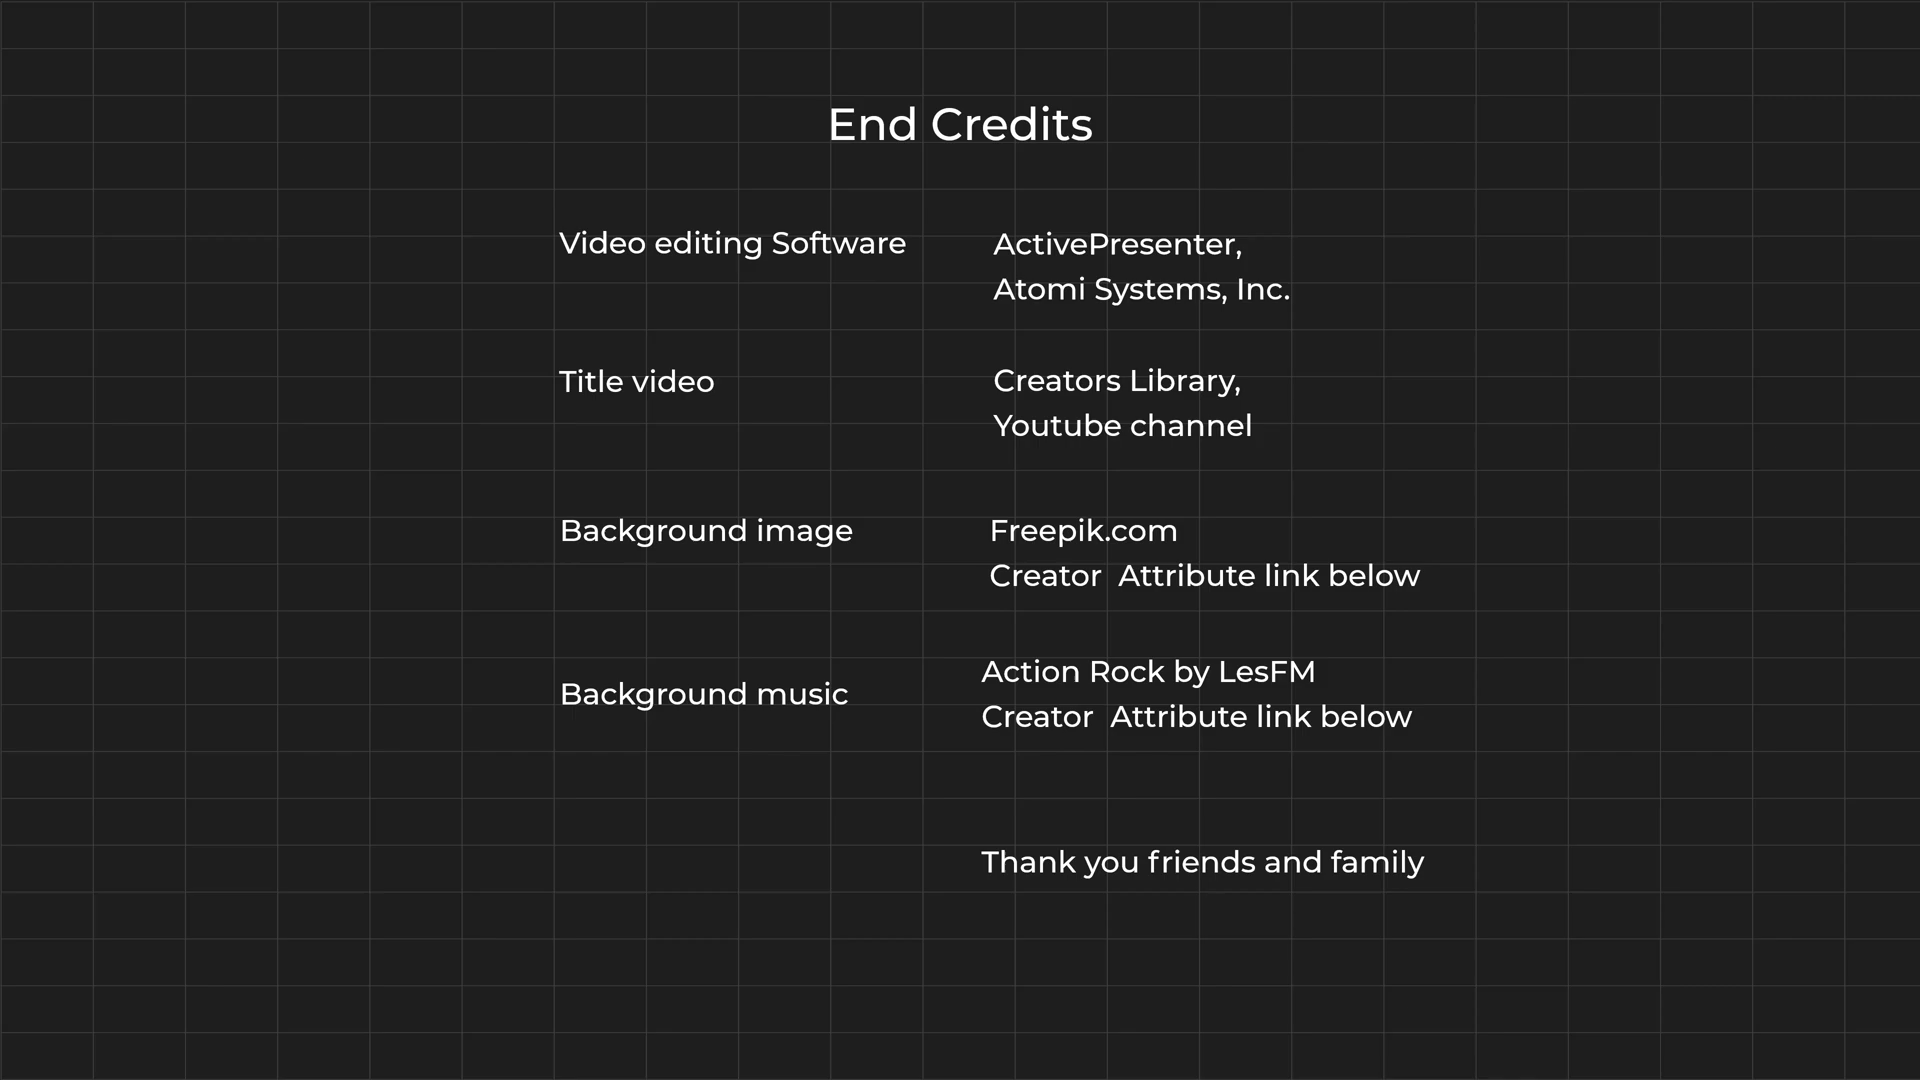 End Credits
Video editing Software
ActivePresenter,
Atomi Systems, Inc.
Title video
Creators Library,
Youtube channel
Background image
Freepik.com
Creator  Attribute link below
Background music
Action Rock by LesFM
Creator  Attribute link below
Thank you friends and family